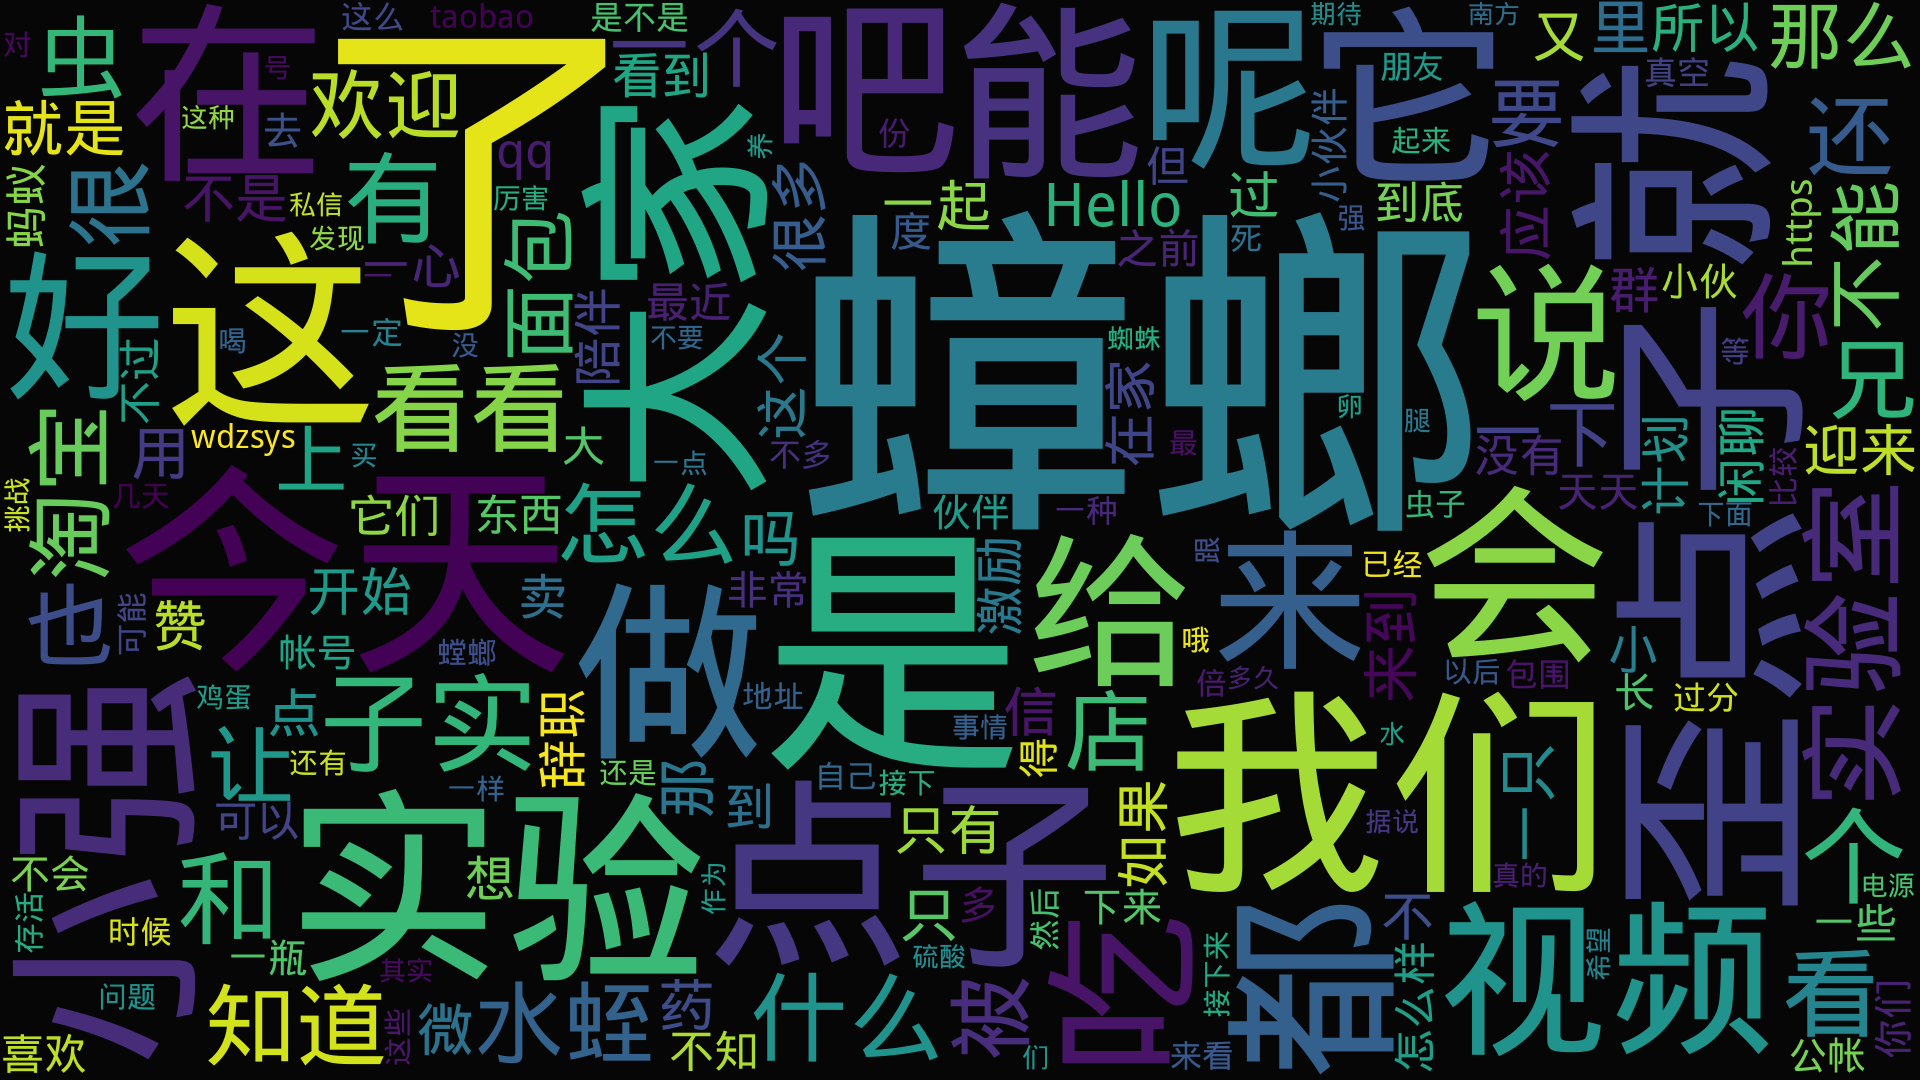 对
这么
taobao
是不是
一个
吧
能
呢
它
期待
南方
又
里
所以
那么
虫
在
号
欢迎
了
看到
朋友
真空
就是
这种
去
qq
大家
养
份
但
小伙伴
起来
就
要
还
蚂蚁
很
不是
私信
厉害
有
发现
一心
面包
很多
一起
度
Hello
之前
过
死
强
到底
应该
https
不能
好
这
最近
陪伴
说
群
小伙
你
不过
喝
一定
没
不要
这个
蟑螂
蜘蛛
在家
卵
腿
子
等
兄
看看
wdzsys
上
买
大
一点
不多
最
没有
一下
计划
闲聊
比较
迎来
淘宝
用
挑战
几天
今天
它们
东西
怎么
吗
伙伴
一种
虫子
天天
下面
也
可能
赞
开始
卖
非常
激励
是
给
跟
来
已经
会
点
实验室
帐号
螳螂
做
哦
来到
以后
包围
小
长
过分
小强
鸡蛋
点
子实
辞职
地址
事情
信
得
店
倍
多久
我们
水
一只
至
让
还有
一样
还是
那
到
自己
接下
可以
实验
点子
只有
如果
据说
一个
不会
和
想
作为
只
多
然后
下来
真的
电源
存活
时候
一瓶
其实
硫酸
吃
都
不
视频
希望
一些
问题
知道
这些
微
水蛭
药
什么
被
接下来
怎么样
看
喜欢
不知
们
来看
公帐
你们